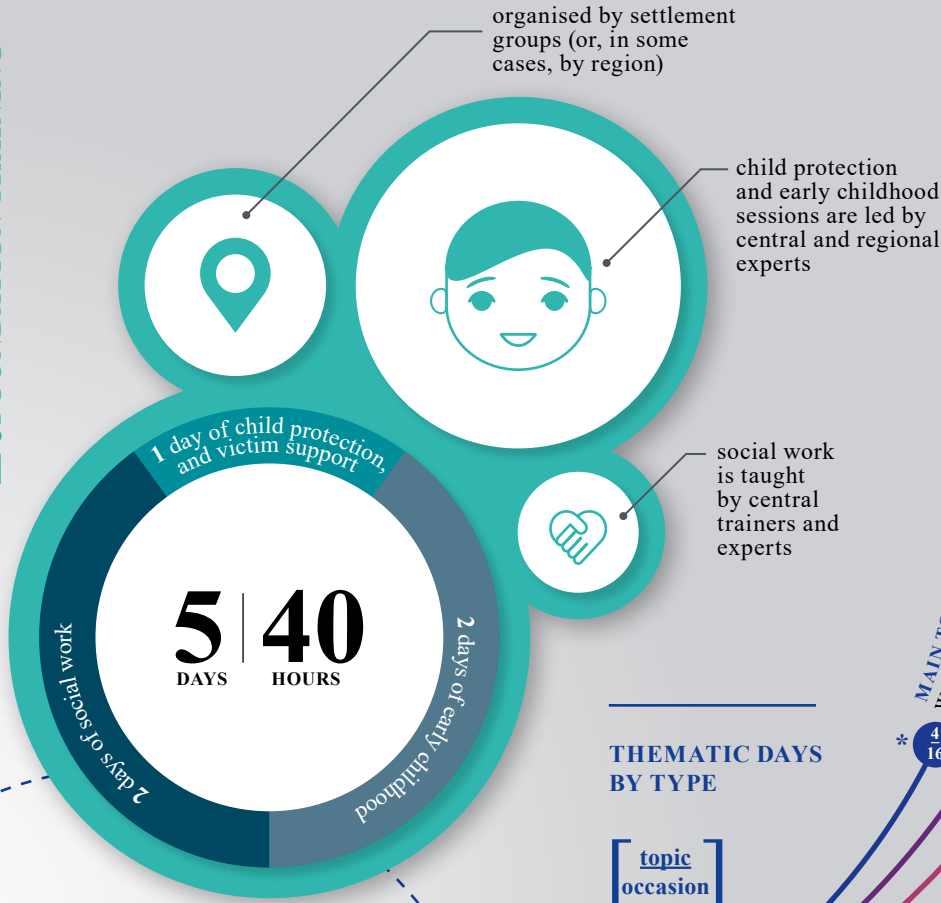 organised by settlement
groups (or, in some
cases, by region)
child protection
and early childhood
sessions are led by
central and regional
experts
social work
is taught
by central
trainers and
experts
1 day of child protection,
and victim support
2 days of social work
2 days of early childhood
5 | 40
DAYS HOURS
THEMATIC DAYS
BY TYPE
topic
occasion
MAIN
*
4
16